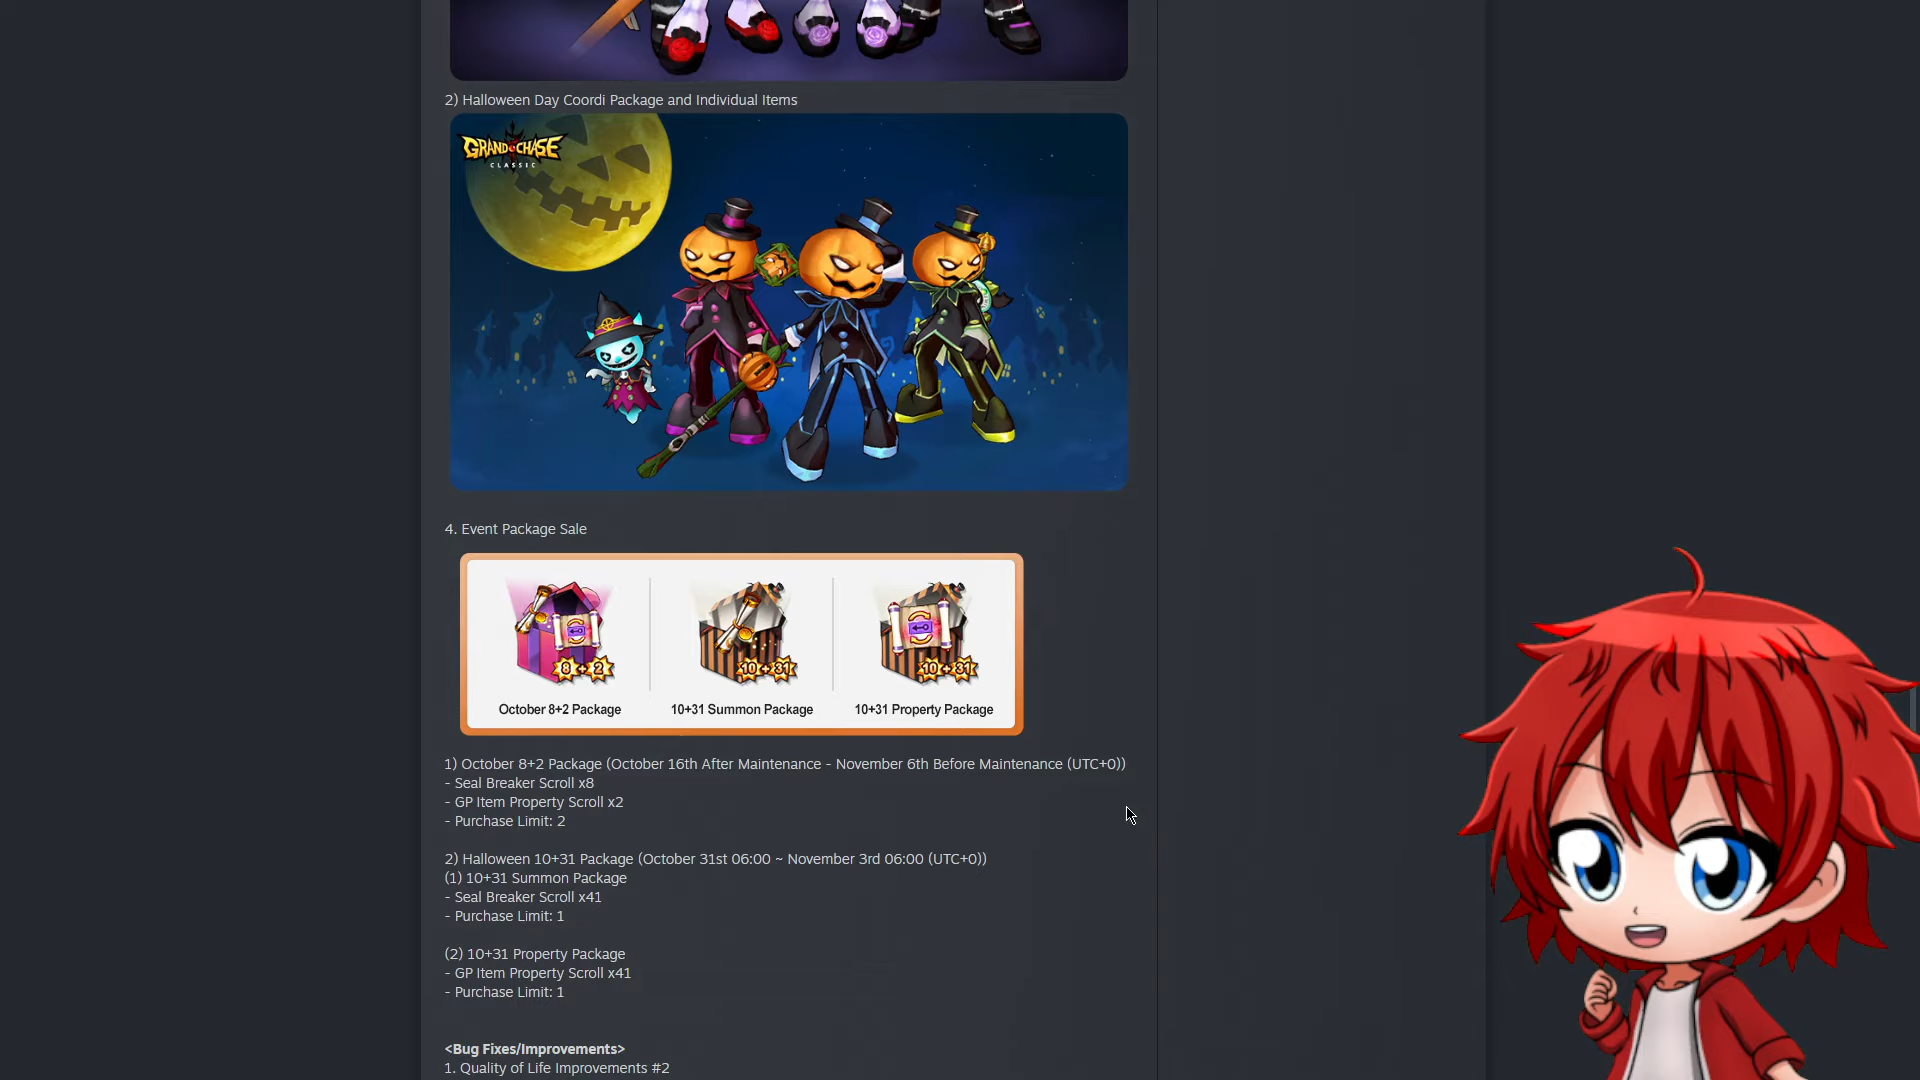 2) Halloween Day Coordi Package and Individual Items
GRAND CHASE
CLASSIC
4. Event Package Sale
8+2
10+31
10+31
October 8+2 Package
10+31 Summon Package
10+31 Property Package
1) October 8+2 Package (October 16th After Maintenance - November 6th Before Maintenance (UTC+0))
- Seal Breaker Scroll x8
- GP Item Property Scroll x2
- Purchase Limit: 2
2) Halloween 10+31 Package (October 31st 06:00 ~ November 3rd 06:00 (UTC+0))
(1) 10+31 Summon Package
- Seal Breaker Scroll x41
- Purchase Limit: 1
(2) 10+31 Property Package
- GP Item Property Scroll x41
- Purchase Limit: 1
<Bug Fixes/Improvements>
1. Quality of Life Improvements #2